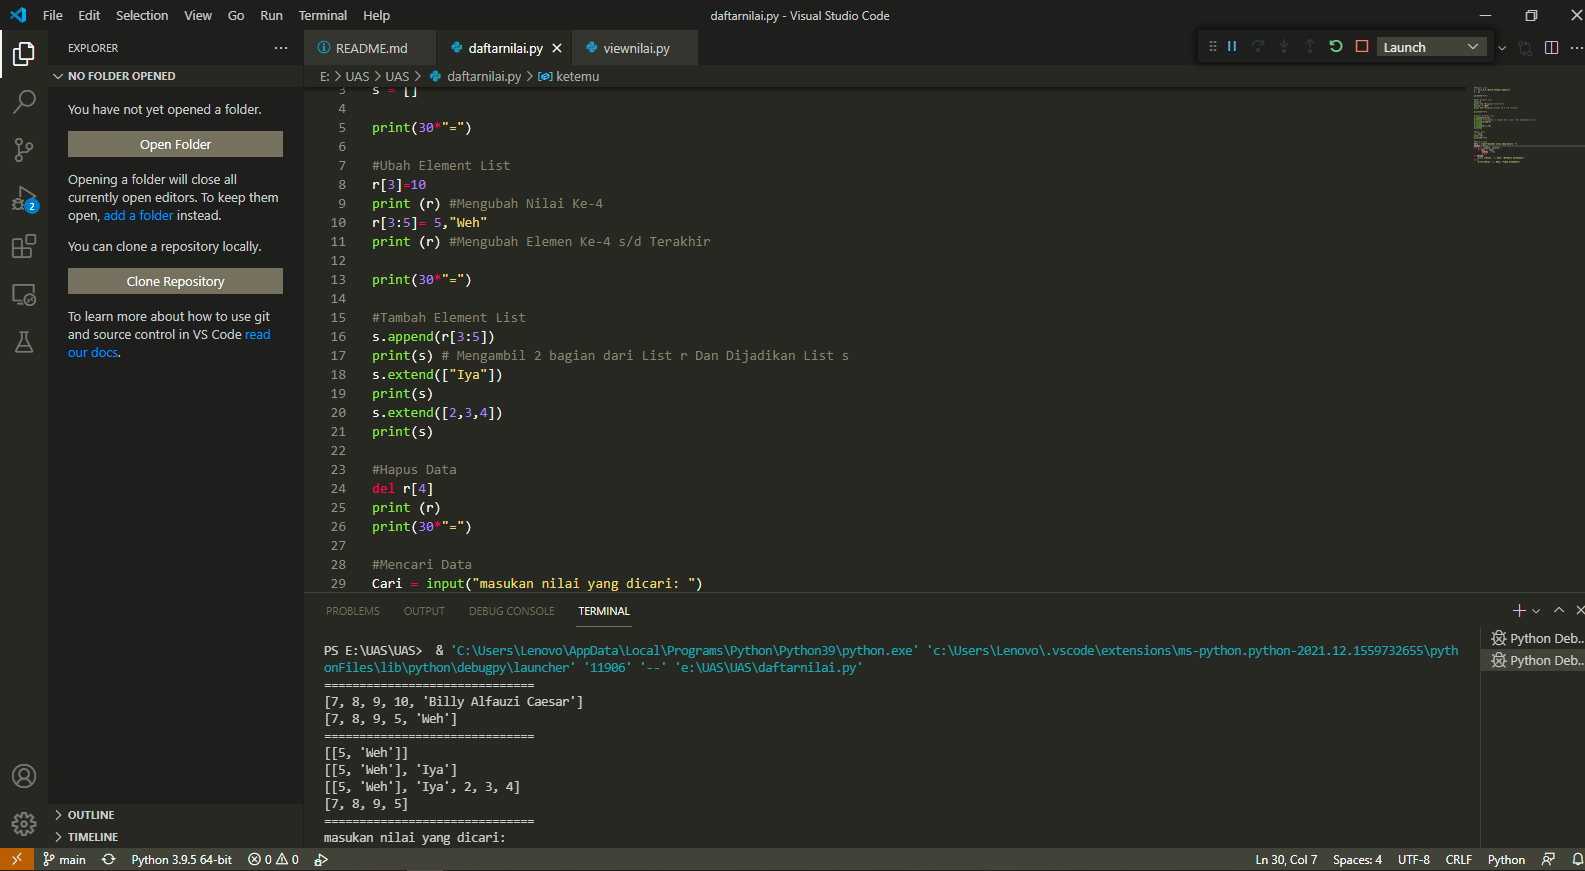 File Edit Selection View Go Run Terminal Help
daftarnilai.py - Visual Studio Code
EXPLORER
NO FOLDER OPENED
You have not yet opened a folder.
Open Folder
Opening a folder will close all
currently open editors. To keep them
open, add a folder instead.
You can clone a repository locally.
Clone Repository
To learn more about how to use git
and source control in VS Code read
our docs.
OUTLINE
TIMELINE
2
README.md daftarnilai.py viewnilai.py
Launch
E: > UAS > UAS > daftarnilai.py > ketemu
3 s = []
4
5 print(30*"=")
6
7 #Ubah Element List
8 r[3]=10
9 print (r) #Mengubah Nilai Ke-4
10 r[3:5]= 5,"Weh"
11 print (r) #Mengubah Elemen Ke-4 s/d Terakhir
12
13 print(30*"=")
14
15 #Tambah Element List
16 s.append(r[3:5])
17 print(s) # Mengambil 2 bagian dari List r Dan Dijadikan List s
18 s.extend(["Iya"])
19 print(s)
20 s.extend([2,3,4])
21 print(s)
22
23 #Hapus Data
24 del r[4]
25 print (r)
26 print(30*"=")
27
28 #Mencari Data
29 Cari = input("masukan nilai yang dicari: ")
PROBLEMS OUTPUT DEBUG CONSOLE TERMINAL
PS E:\UAS\UAS> & 'C:\Users\Lenovo\AppData\Local\Programs\Python\Python39\python.exe' 'c:\Users\Lenovo\.vscode\extensions\ms-python.python-2021.12.1559732655\pyth
onFiles\lib\python\debugpy\launcher' '11906' '--' 'e:\UAS\UAS\daftarnilai.py'
==============================
[7, 8, 9, 10, 'Billy Alfauzi Caesar']
[7, 8, 9, 5, 'Weh']
==============================
[[5, 'Weh']]
[[5, 'Weh'], 'Iya']
[[5, 'Weh'], 'Iya', 2, 3, 4]
[7, 8, 9, 5]
==============================
masukan nilai yang dicari:
Python Deb...
Python Deb...
main Python 3.9.5 64-bit 0 0
Ln 30, Col 7 Spaces: 4 UTF-8 CRLF Python